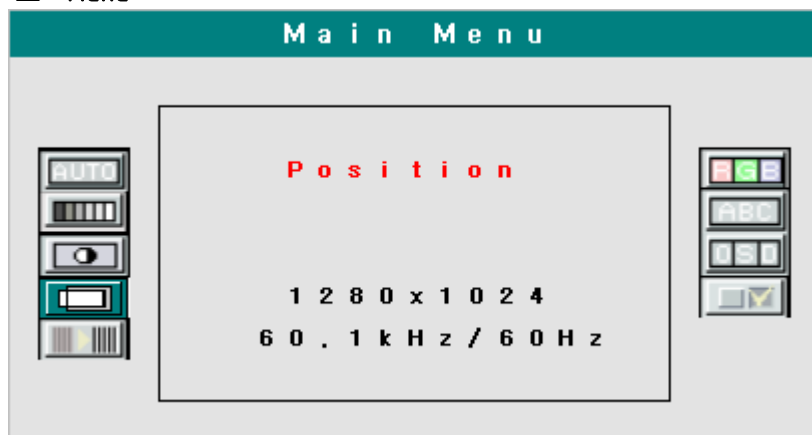 Main Menu
AUTO
Position
1280x1024
60.1kHz/60Hz
RGB
ABC
OSD